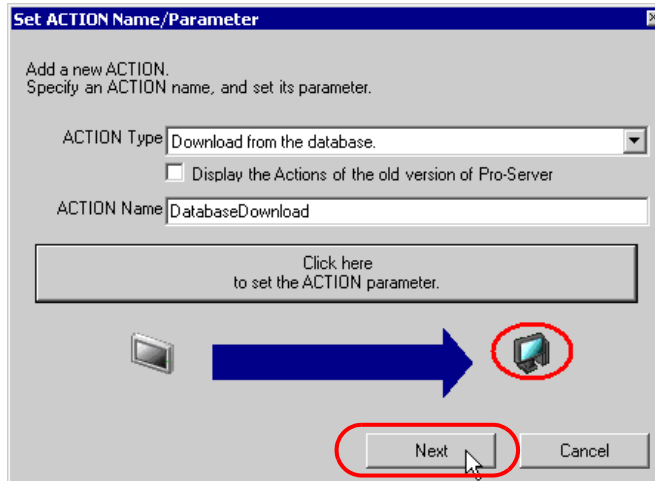 Set ACTION Name/Parameter
Add a new ACTION.
Specify an ACTION name, and set its parameter.
ACTION Type Download from the database.
Display the Actions of the old version of Pro-Server
ACTION Name DatabaseDownload
Click here
to set the ACTION parameter.
Next Cancel